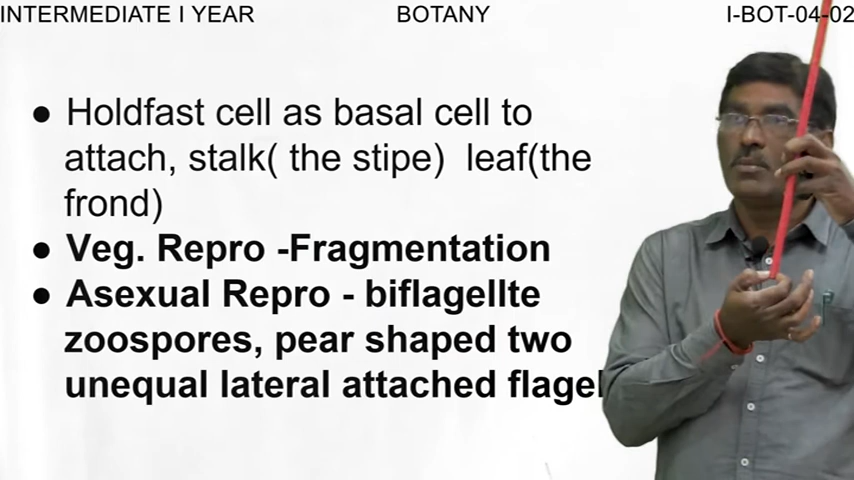 INTERMEDIATE I YEAR BOTANY I-BOT-04-02
● Holdfast cell as basal cell to
attach, stalk( the stipe) leaf(the
frond)
● Veg. Repro -Fragmentation
● Asexual Repro - biflagellte
zoospores, pear shaped two
unequal lateral attached flagel